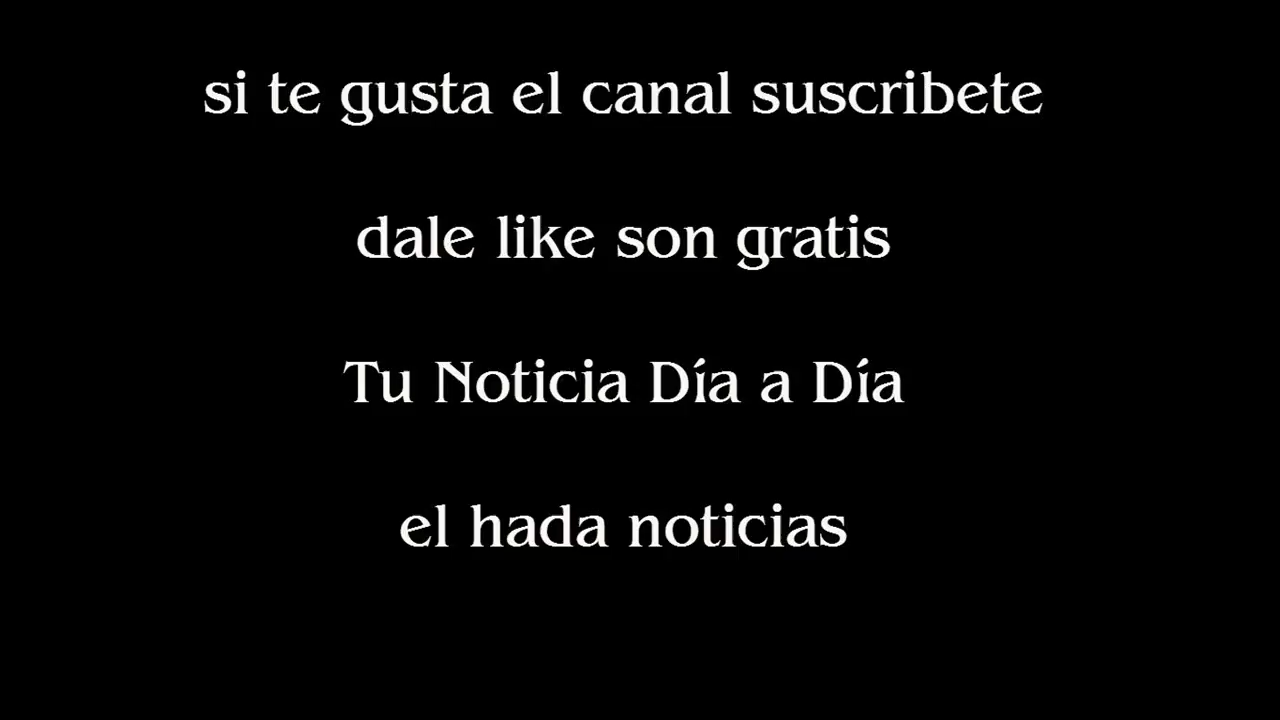 si te gusta el canal suscribete
dale like son gratis
Tu Noticia Día a Día
el hada noticias